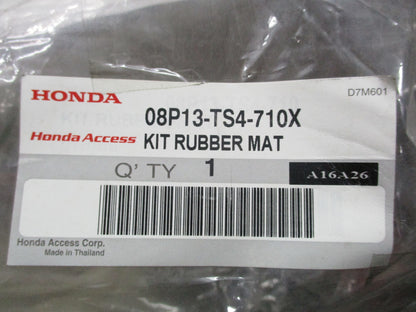 D7M601
HONDA 08P13-TS4-710X
Honda Access KIT RUBBER MAT
Q' TY 1 A16A26
Honda Access Corp.
Made in Thailand